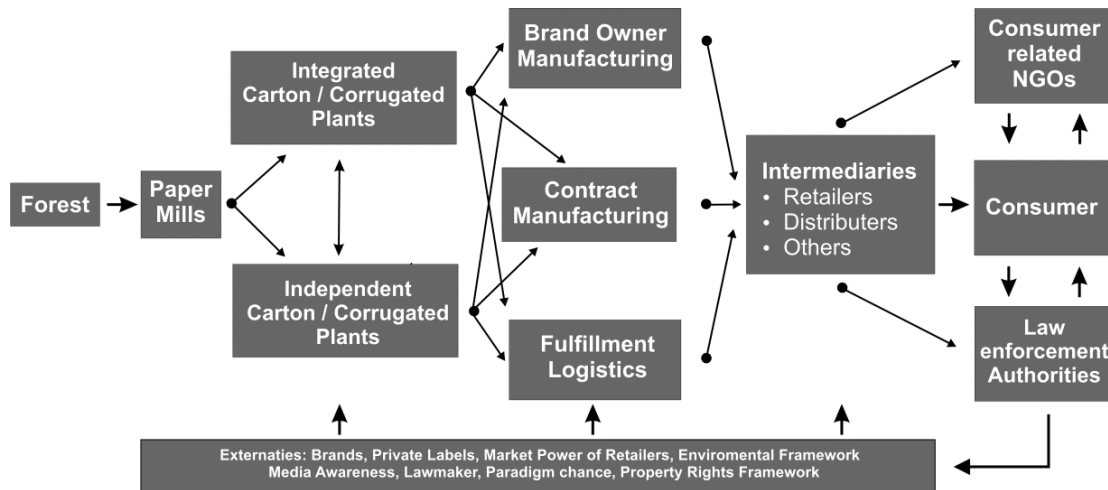 Forest
Paper
Mills
Integrated
Carton / Corrugated
Plants
Independent
Carton / Corrugated
Plants
Brand Owner
Manufacturing
Contract
Manufacturing
Fulfillment
Logistics
Intermediaries
• Retailers
• Distributers
• Others
Consumer
related
NGOs
Consumer
Law
enforcement
Authorities
Externaties: Brands, Private Labels, Market Power of Retailers, Enviromental Framework
Media Awareness, Lawmaker, Paradigm chance, Property Rights Framework